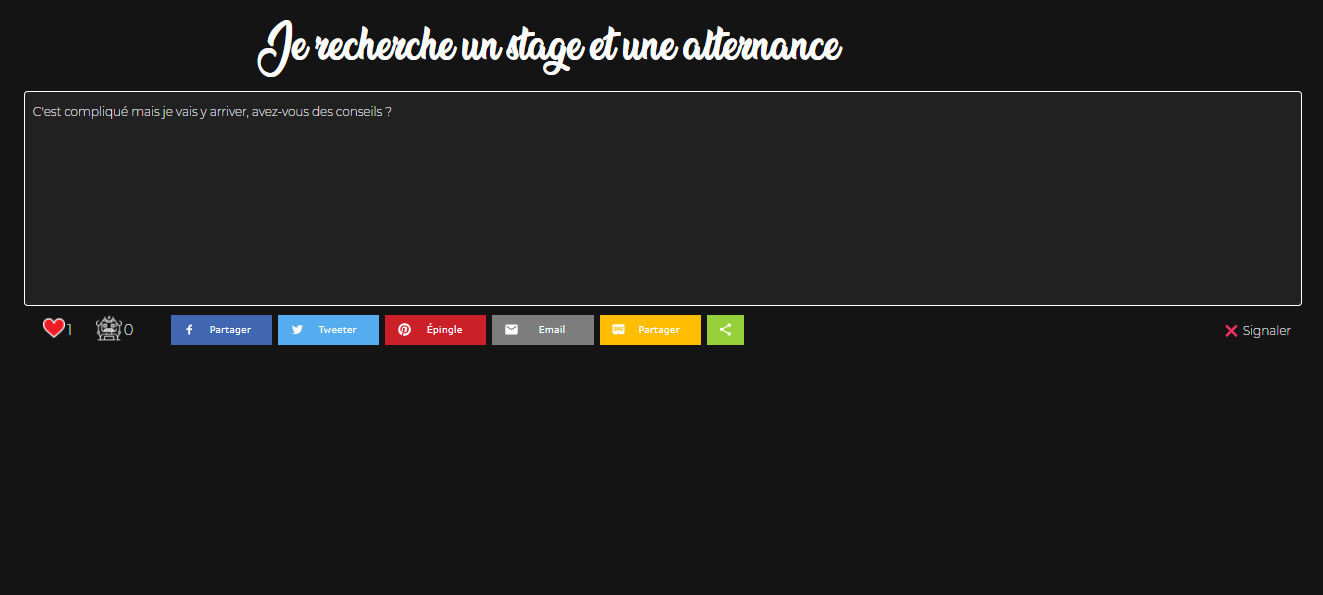 Je recherche un stage et une alternance
C'est compliqué mais je vais y arriver, avez-vous des conseils ?
1 0 Partager Tweeter Épingle Email SMS Partager Signaler